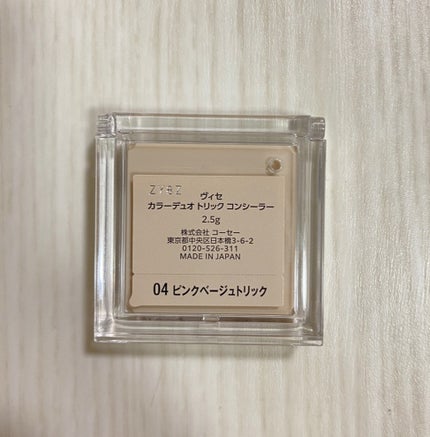 ヴィセ
カラーデュオ トリック コンシーラー
2.5g
株式会社 コーセー
東京都中央区日本橋3-6-2
0120-526-311
MADE IN JAPAN
04 ピンクベージュトリック